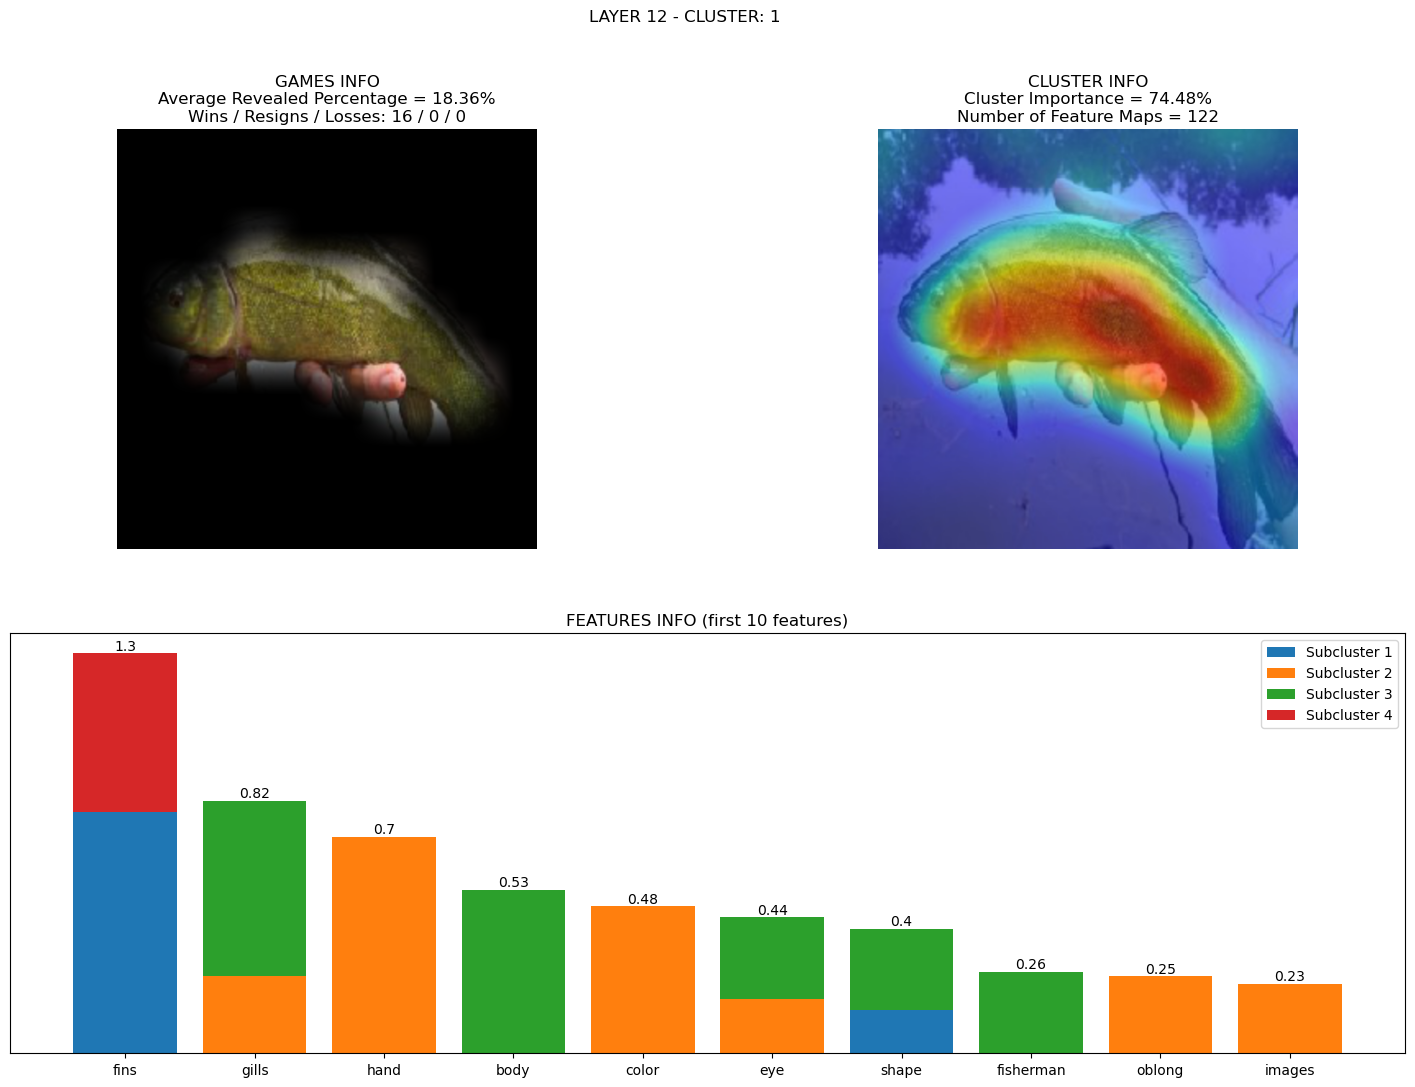 LAYER 12 - CLUSTER: 1
GAMES INFO
Average Revealed Percentage = 18.36%
Wins / Resigns / Losses: 16 / 0 / 0
CLUSTER INFO
Cluster Importance = 74.48%
Number of Feature Maps = 122
FEATURES INFO (first 10 features)
Subcluster 1
Subcluster 2
Subcluster 3
Subcluster 4
1.3
0.82
0.7
0.53
0.48
0.44
0.4
0.26
0.25
0.23
fins gills hand body color eye shape fisherman oblong images